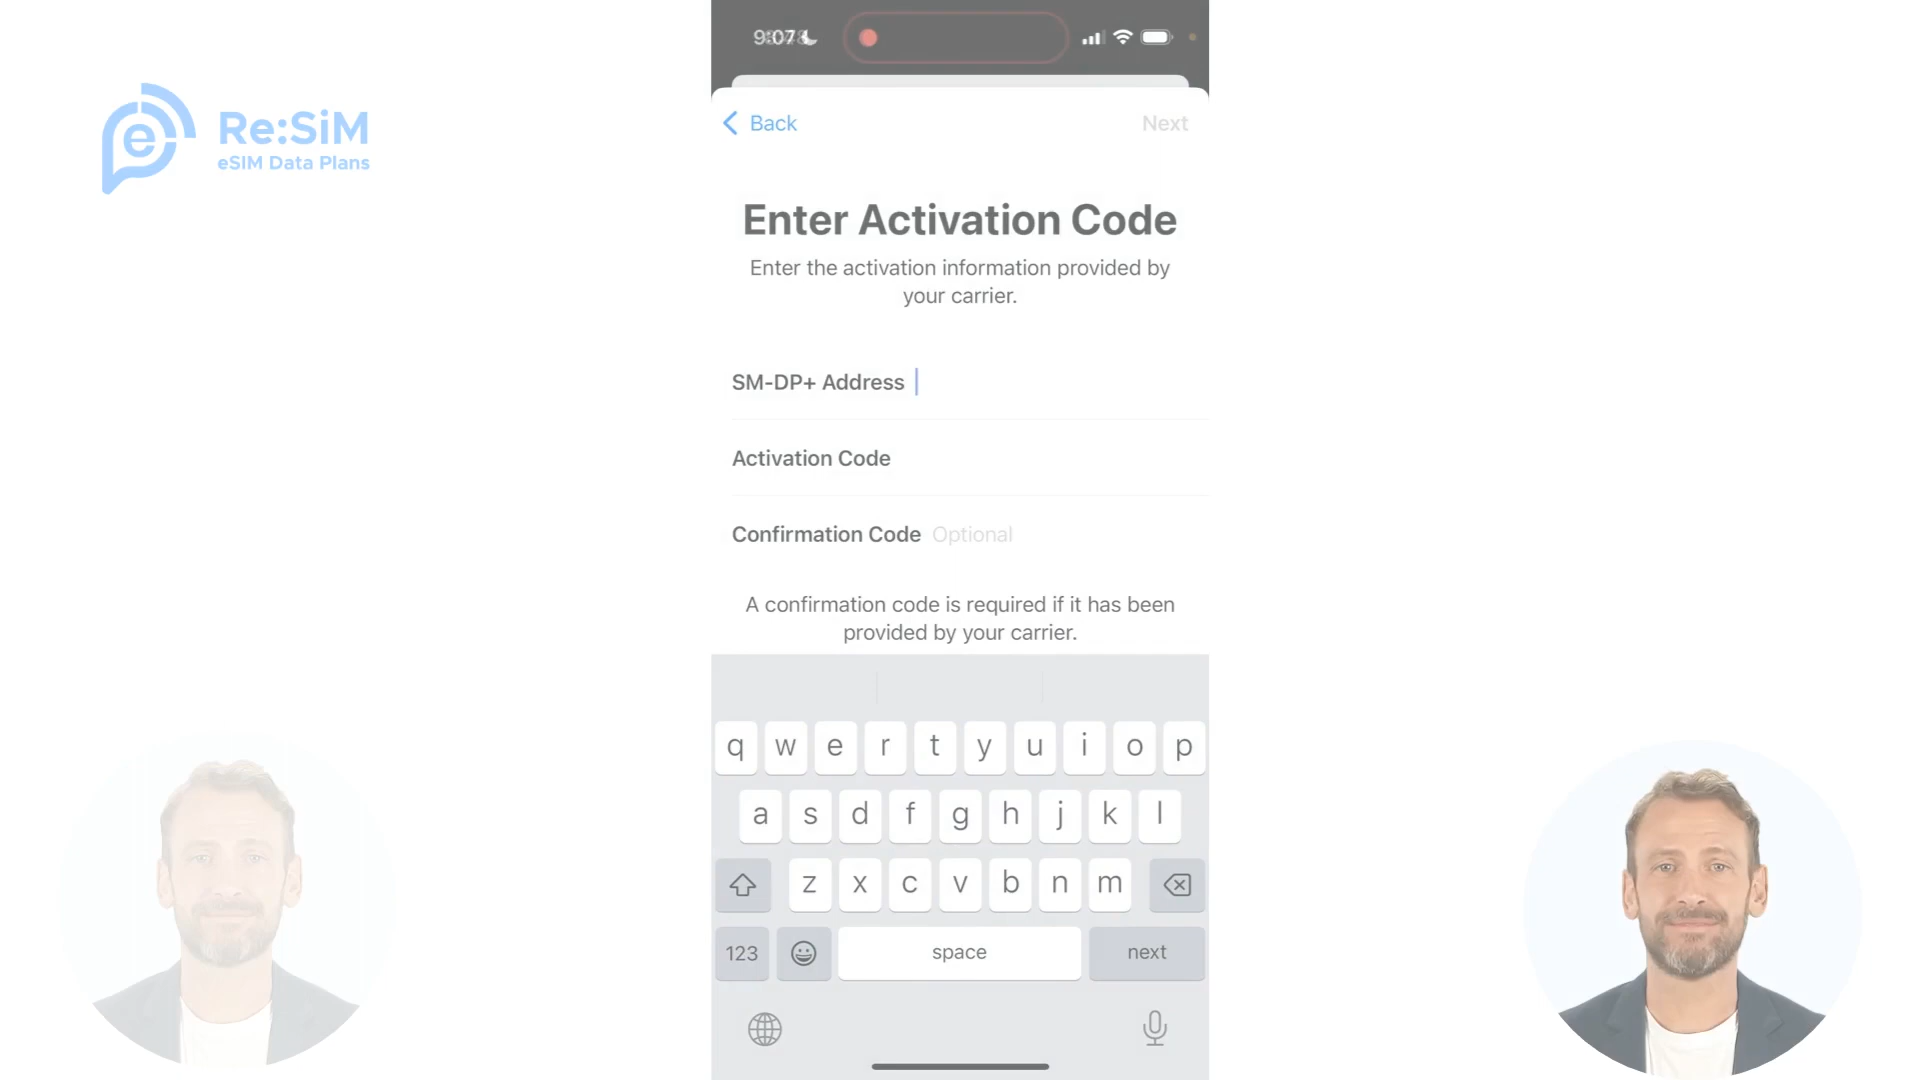 Re:SiM
eSIM Data Plans
Back
Next
Enter Activation Code
Enter the activation information provided by
your carrier.
SM-DP+ Address
Activation Code
Confirmation Code Optional
A confirmation code is required if it has been
provided by your carrier.
q w e r t y u i o p
a s d f g h j k l
z x c v b n m
123 space next